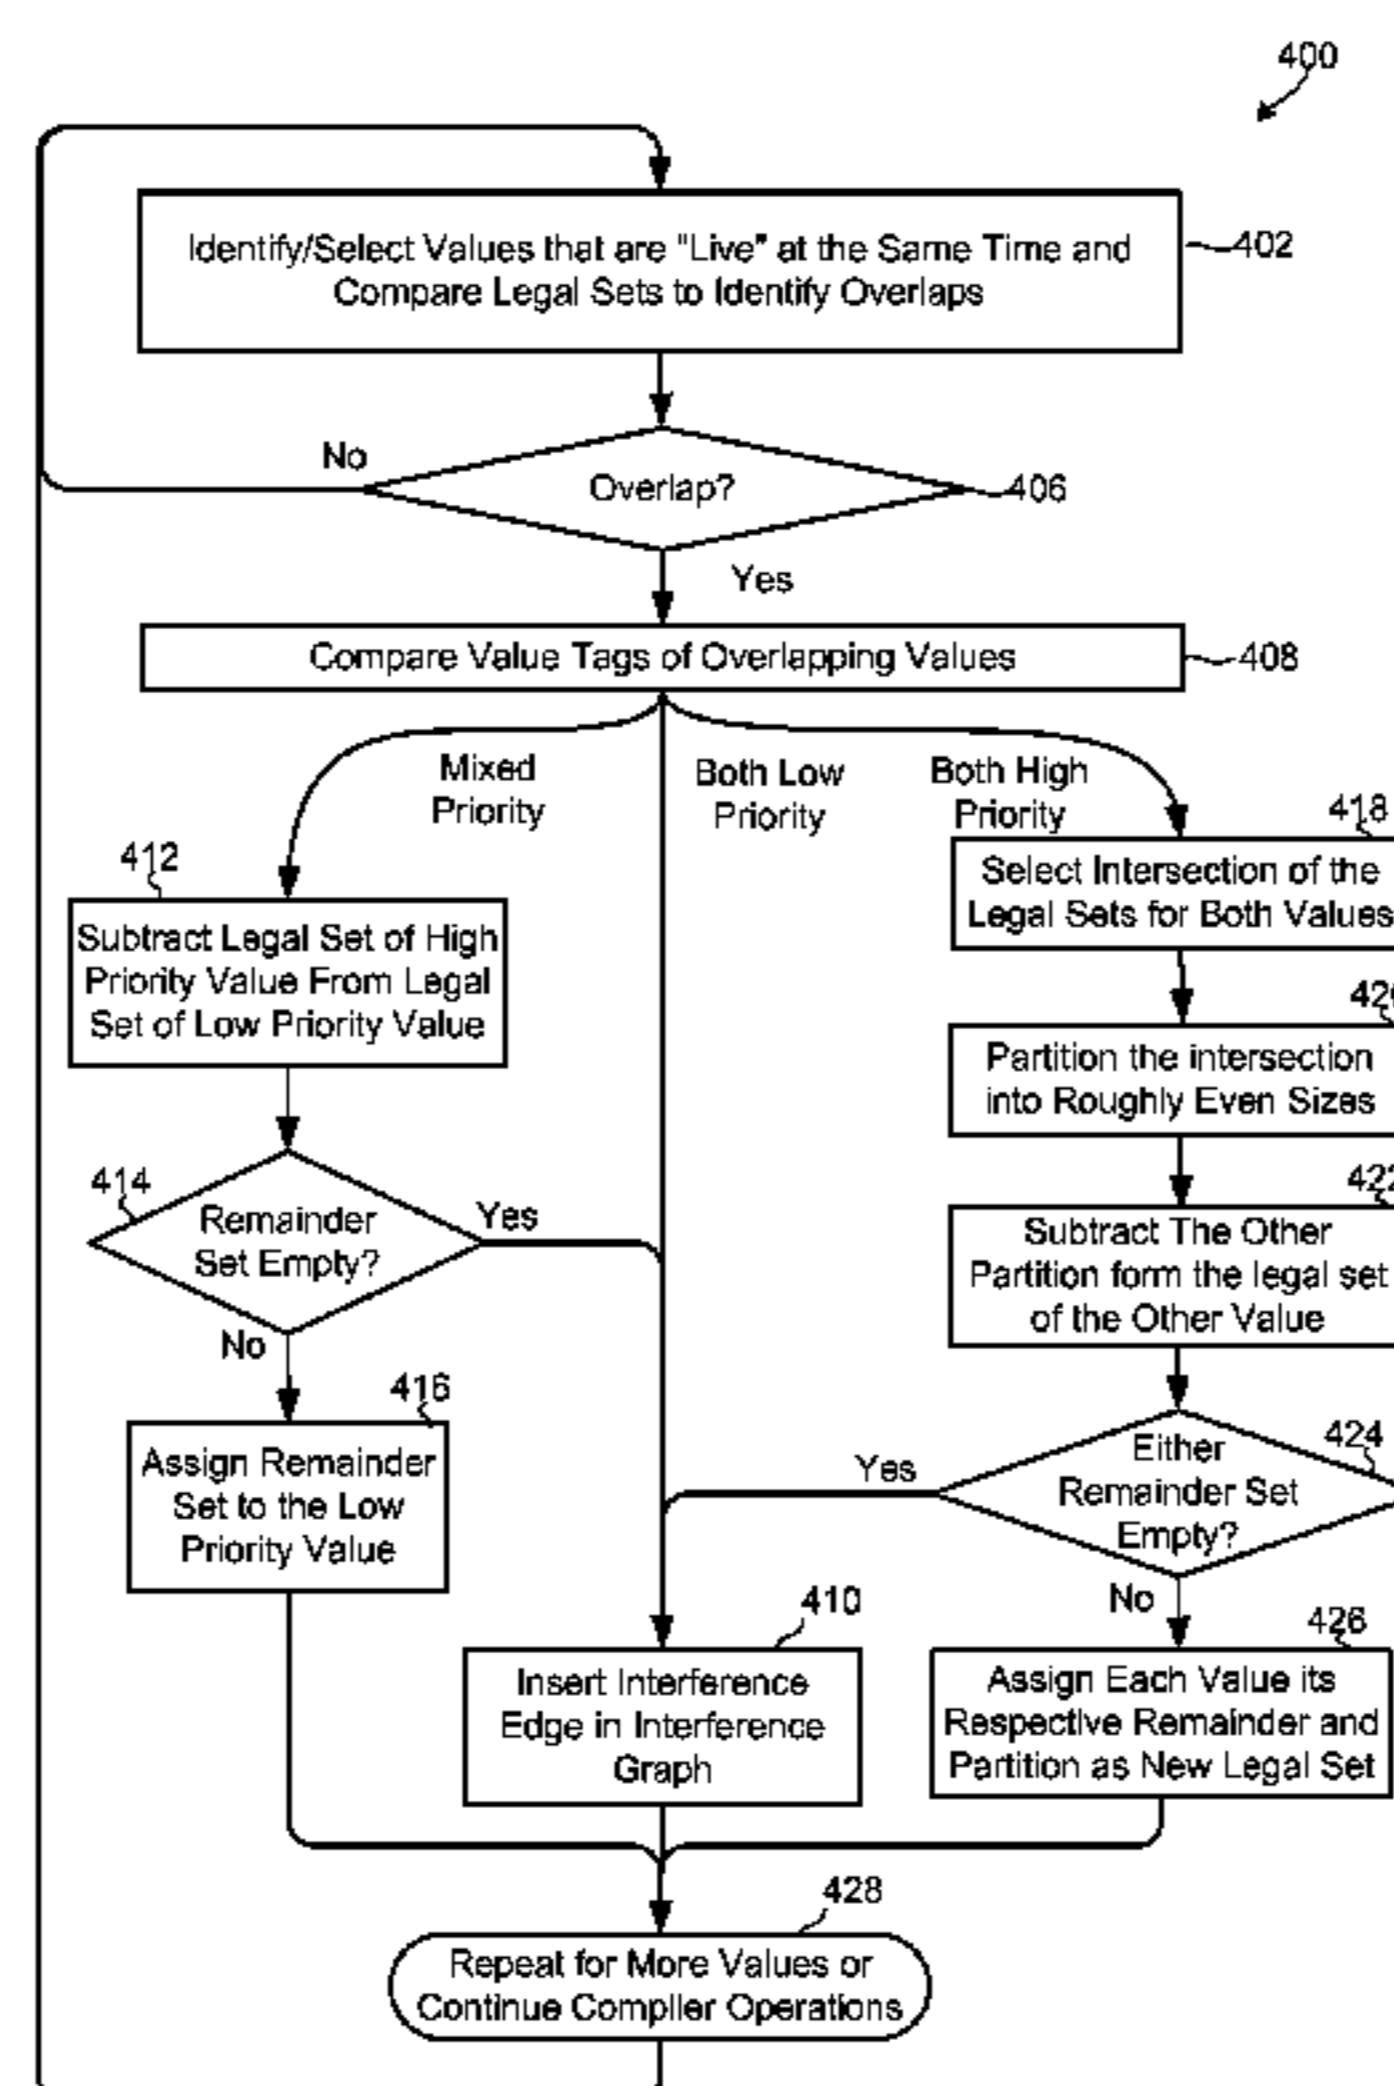 400
Identify/Select Values that are "Live" at the Same Time and
Compare Legal Sets to Identify Overlaps
402
No
Overlap?
406
Yes
Compare Value Tags of Overlapping Values
408
Mixed
Priority
Both Low
Priority
Both High
Priority
412
Subtract Legal Set of High
Priority Value From Legal
Set of Low Priority Value
418
Select Intersection of the
Legal Sets for Both Values
Partition the intersection
into Roughly Even Sizes
414
Remainder
Set Empty?
Yes
No
422
Subtract The Other
Partition form the legal set
of the Other Value
416
Assign Remainder
Set to the Low
Priority Value
424
Either
Remainder Set
Empty?
Yes
No
410
Insert Interference
Edge in Interference
Graph
426
Assign Each Value its
Respective Remainder and
Partition as New Legal Set
428
Repeat for More Values or
Continue Compiler Operations